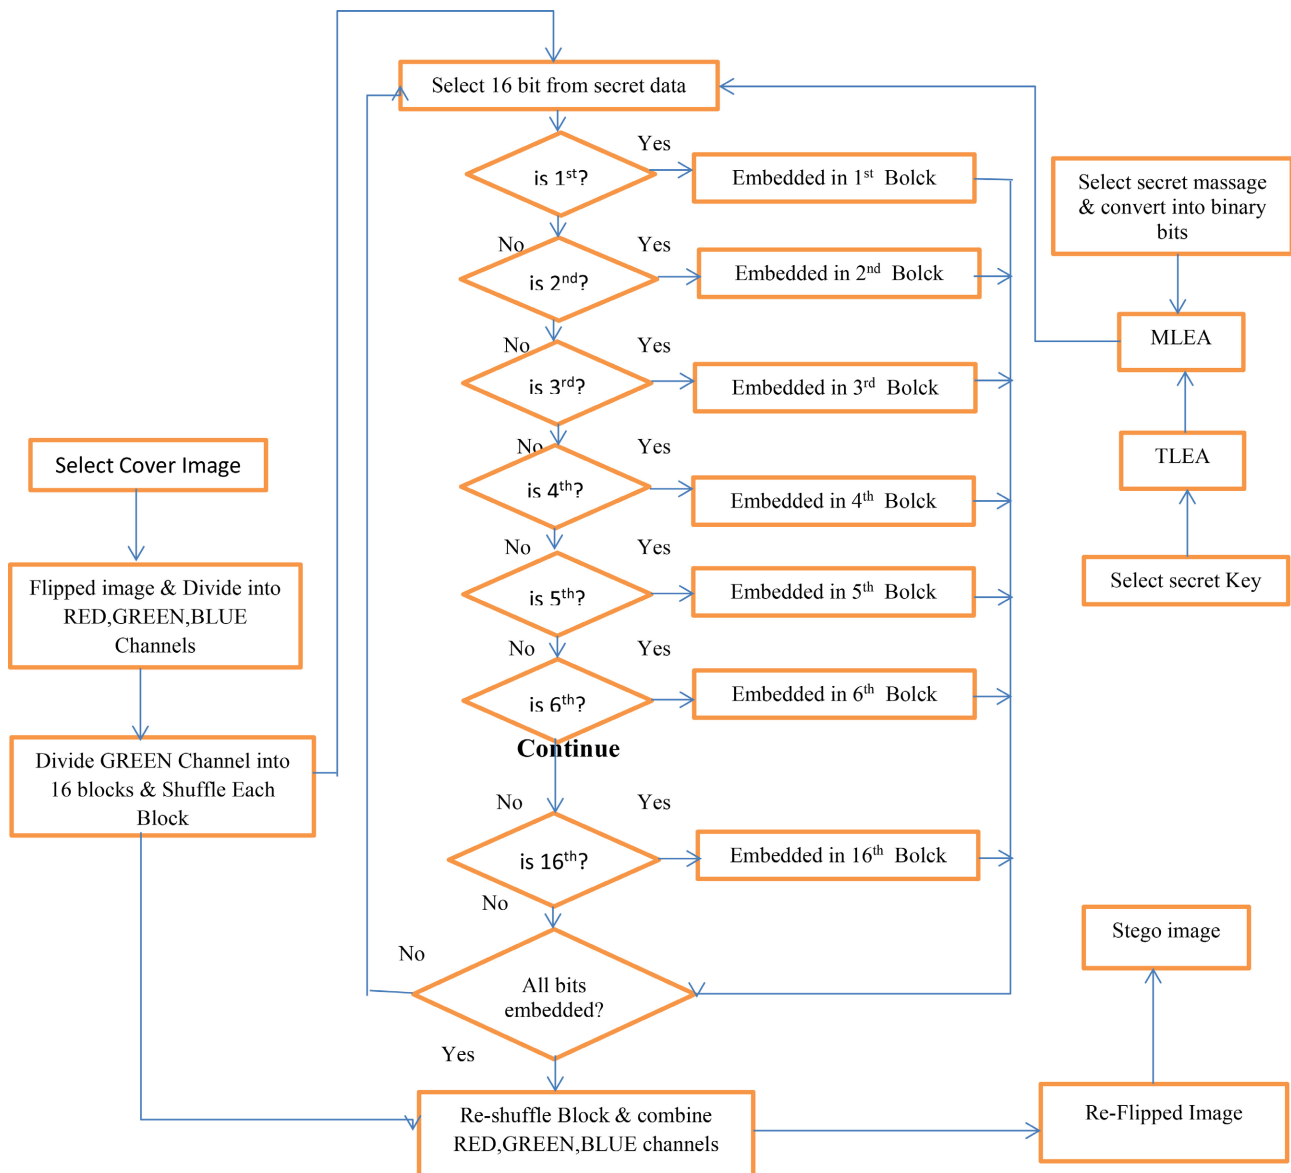 Select 16 bit from secret data
is 1st?
Yes
Embedded in 1st Bolck
No
is 2nd?
Yes
Embedded in 2nd Bolck
No
is 3rd?
Yes
Embedded in 3rd Bolck
No
is 4th?
Yes
Embedded in 4th Bolck
No
is 5th?
Yes
Embedded in 5th Bolck
No
is 6th?
Yes
Embedded in 6th Bolck
Continue
No
is 16th?
Yes
Embedded in 16th Bolck
No
All bits
embedded?
No
Yes
Select Cover Image
Flipped image & Divide into
RED,GREEN,BLUE
Channels
Divide GREEN Channel into
16 blocks & Shuffle Each
Block
Re-shuffle Block & combine
RED,GREEN,BLUE channels
Select secret massage
& convert into binary
bits
MLEA
TLEA
Select secret Key
Stego image
Re-Flipped Image